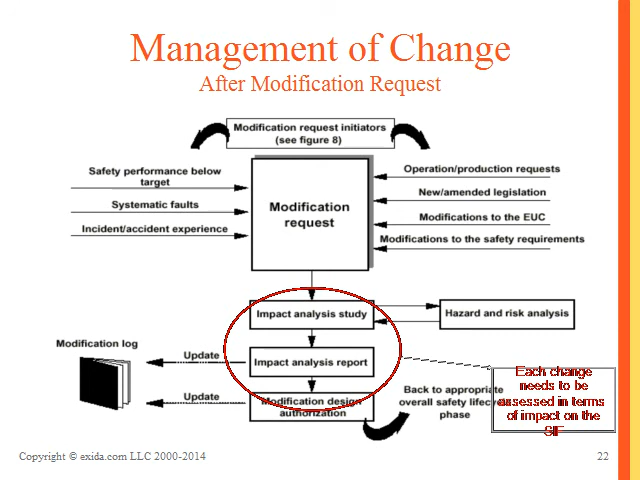 Management of Change
After Modification Request
Modification request initiators
(see figure 8)
Safety performance below
target
Systematic faults
Incident/accident experience
Modification
request
Operation/production requests
New/amended legislation
Modifications to the EUC
Modifications to the safety requirements
Impact analysis study
Hazard and risk analysis
Modification log
Update
Impact analysis report
Update
Modification design
authorization
Back to appropriate
overall safety
phase
Each change
needs to be
assessed in terms
of impact on the
SIF
Copyright © exida.com LLC 2000-2014
22